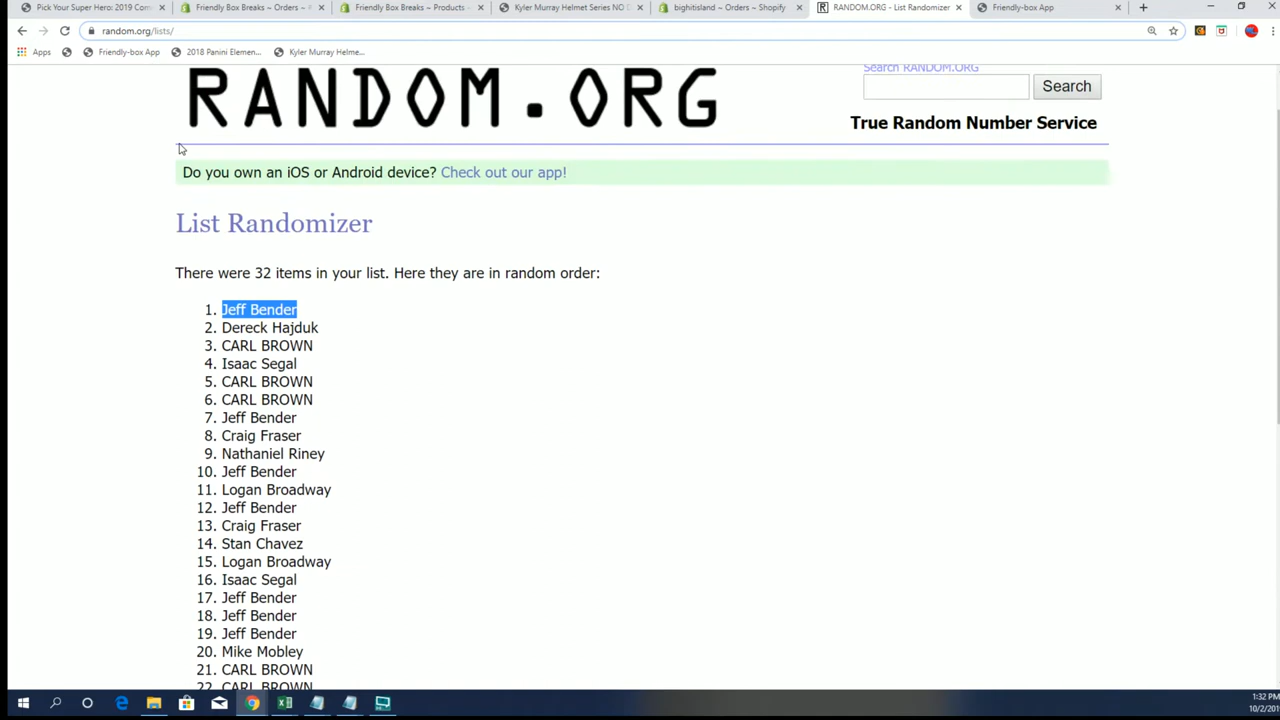 Pick Your Super Hero: 2019 Com
Friendly Box Breaks ~ Orders ~
Friendly Box Breaks ~ Products
Kyler Murray Helmet Series NO D
bighitisland ~ Orders ~ Shopify
RANDOM.ORG - List Randomizer
Friendly-box App
random.org/lists/
Apps
Friendly-box App
2018 Panini Elemen...
Kyler Murray Helme...
RANDOM.ORG
Search RANDOM.ORG
Search
True Random Number Service
Do you own an iOS or Android device? Check out our app!
List Randomizer
There were 32 items in your list. Here they are in random order:
1. Jeff Bender
2. Dereck Hajduk
3. CARL BROWN
4. Isaac Segal
5. CARL BROWN
6. CARL BROWN
7. Jeff Bender
8. Craig Fraser
9. Nathaniel Riney
10. Jeff Bender
11. Logan Broadway
12. Jeff Bender
13. Craig Fraser
14. Stan Chavez
15. Logan Broadway
16. Isaac Segal
17. Jeff Bender
18. Jeff Bender
19. Jeff Bender
20. Mike Mobley
21. CARL BROWN
22. CARL BROWN
1:32 PM
10/2/201